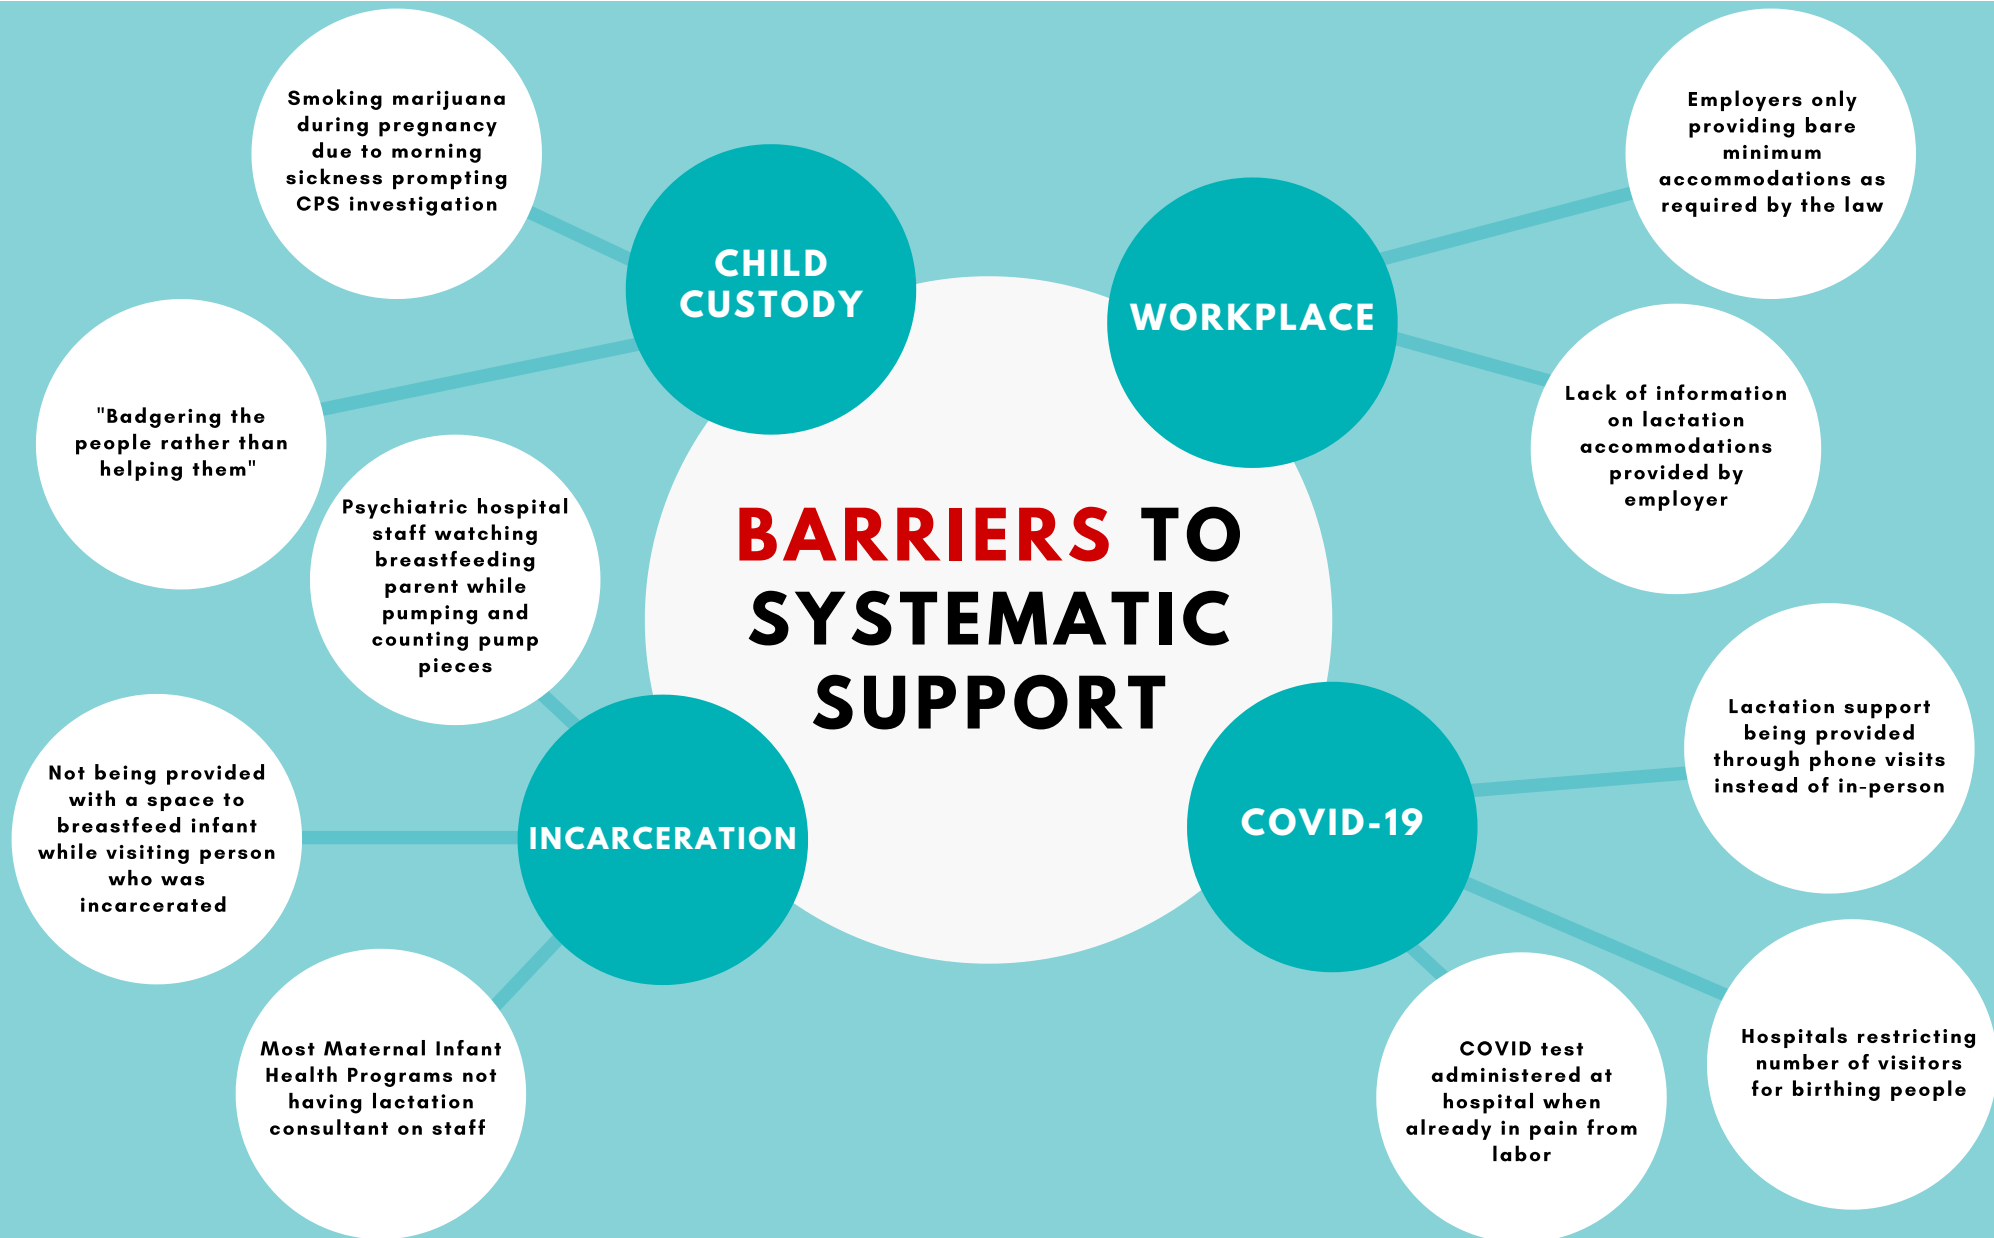 BARRIERS TO
SYSTEMATIC
SUPPORT
CHILD
CUSTODY
Smoking marijuana
during pregnancy
due to morning
sickness prompting
CPS investigation
"Badgering the
people rather than
helping them"
WORKPLACE
Employers only
providing bare
minimum
accommodations as
required by the law
Lack of information
on lactation
accommodations
provided by
employer
INCARCERATION
Psychiatric hospital
staff watching
breastfeeding
parent while
pumping and
counting pump
pieces
Not being provided
with a space to
breastfeed infant
while visiting person
who was
incarcerated
Most Maternal Infant
Health Programs not
having lactation
consultant on staff
COVID-19
Lactation support
being provided
through phone visits
instead of in-person
Hospitals restricting
number of visitors
for birthing people
COVID test
administered at
hospital when
already in pain from
labor